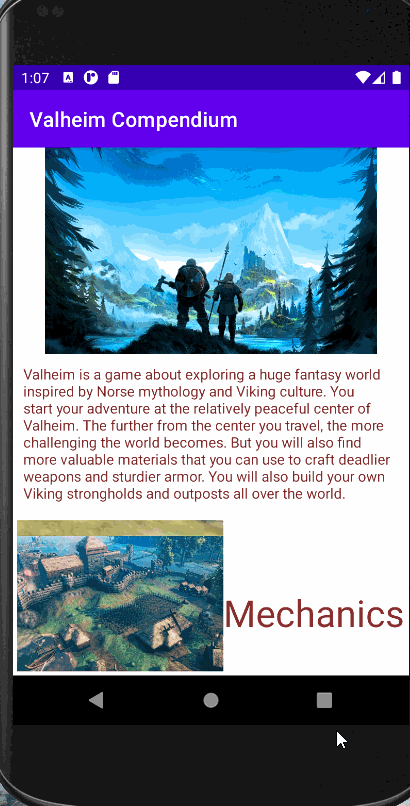 1:07
Valheim Compendium
Valheim is a game about exploring a huge fantasy world
inspired by Norse mythology and Viking culture. You
start your adventure at the relatively peaceful center of
Valheim. The further from the center you travel, the more
challenging the world becomes. But you will also find
more valuable materials that you can use to craft deadlier
weapons and sturdier armor. You will also build your own
Viking strongholds and outposts all over the world.
Mechanics